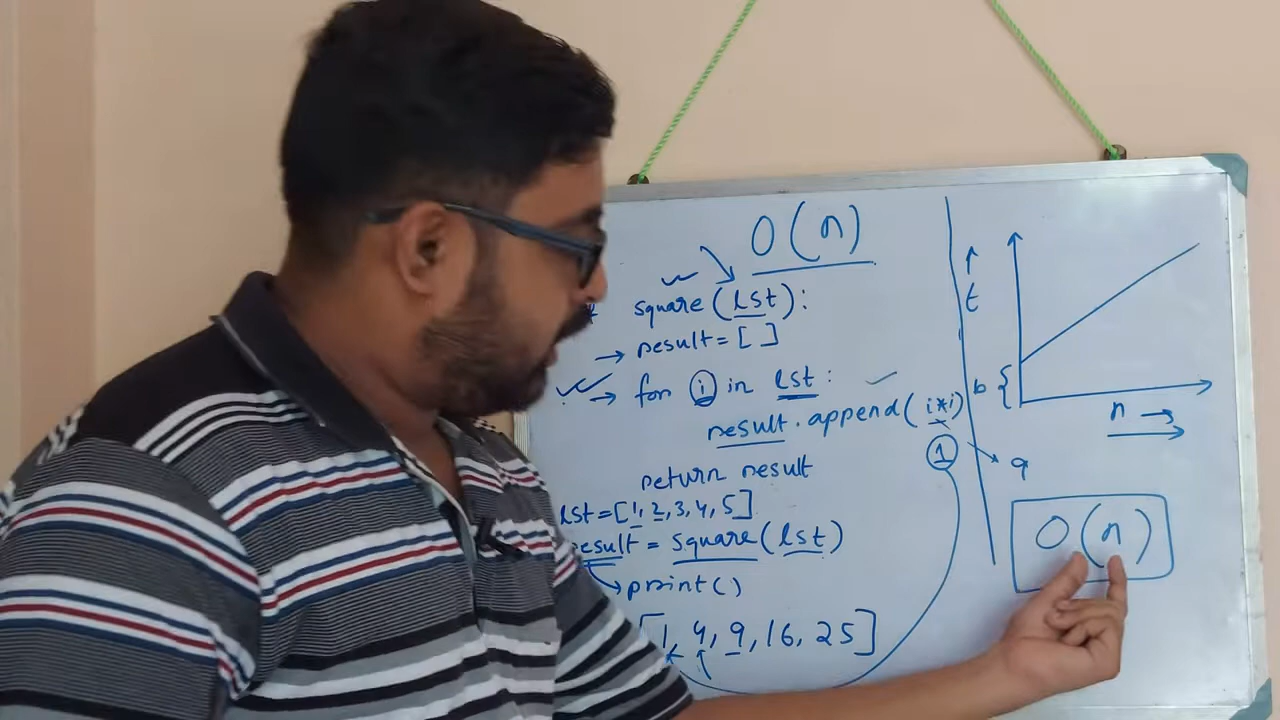 O(n)
square(lst):
result=[ ]
for i in lst:
result.append(i*i)
1
return result
lst=[1,2,3,4,5]
result = square(lst)
print()
[1, 4, 9, 16, 25]
t
b
n
a
O(n)